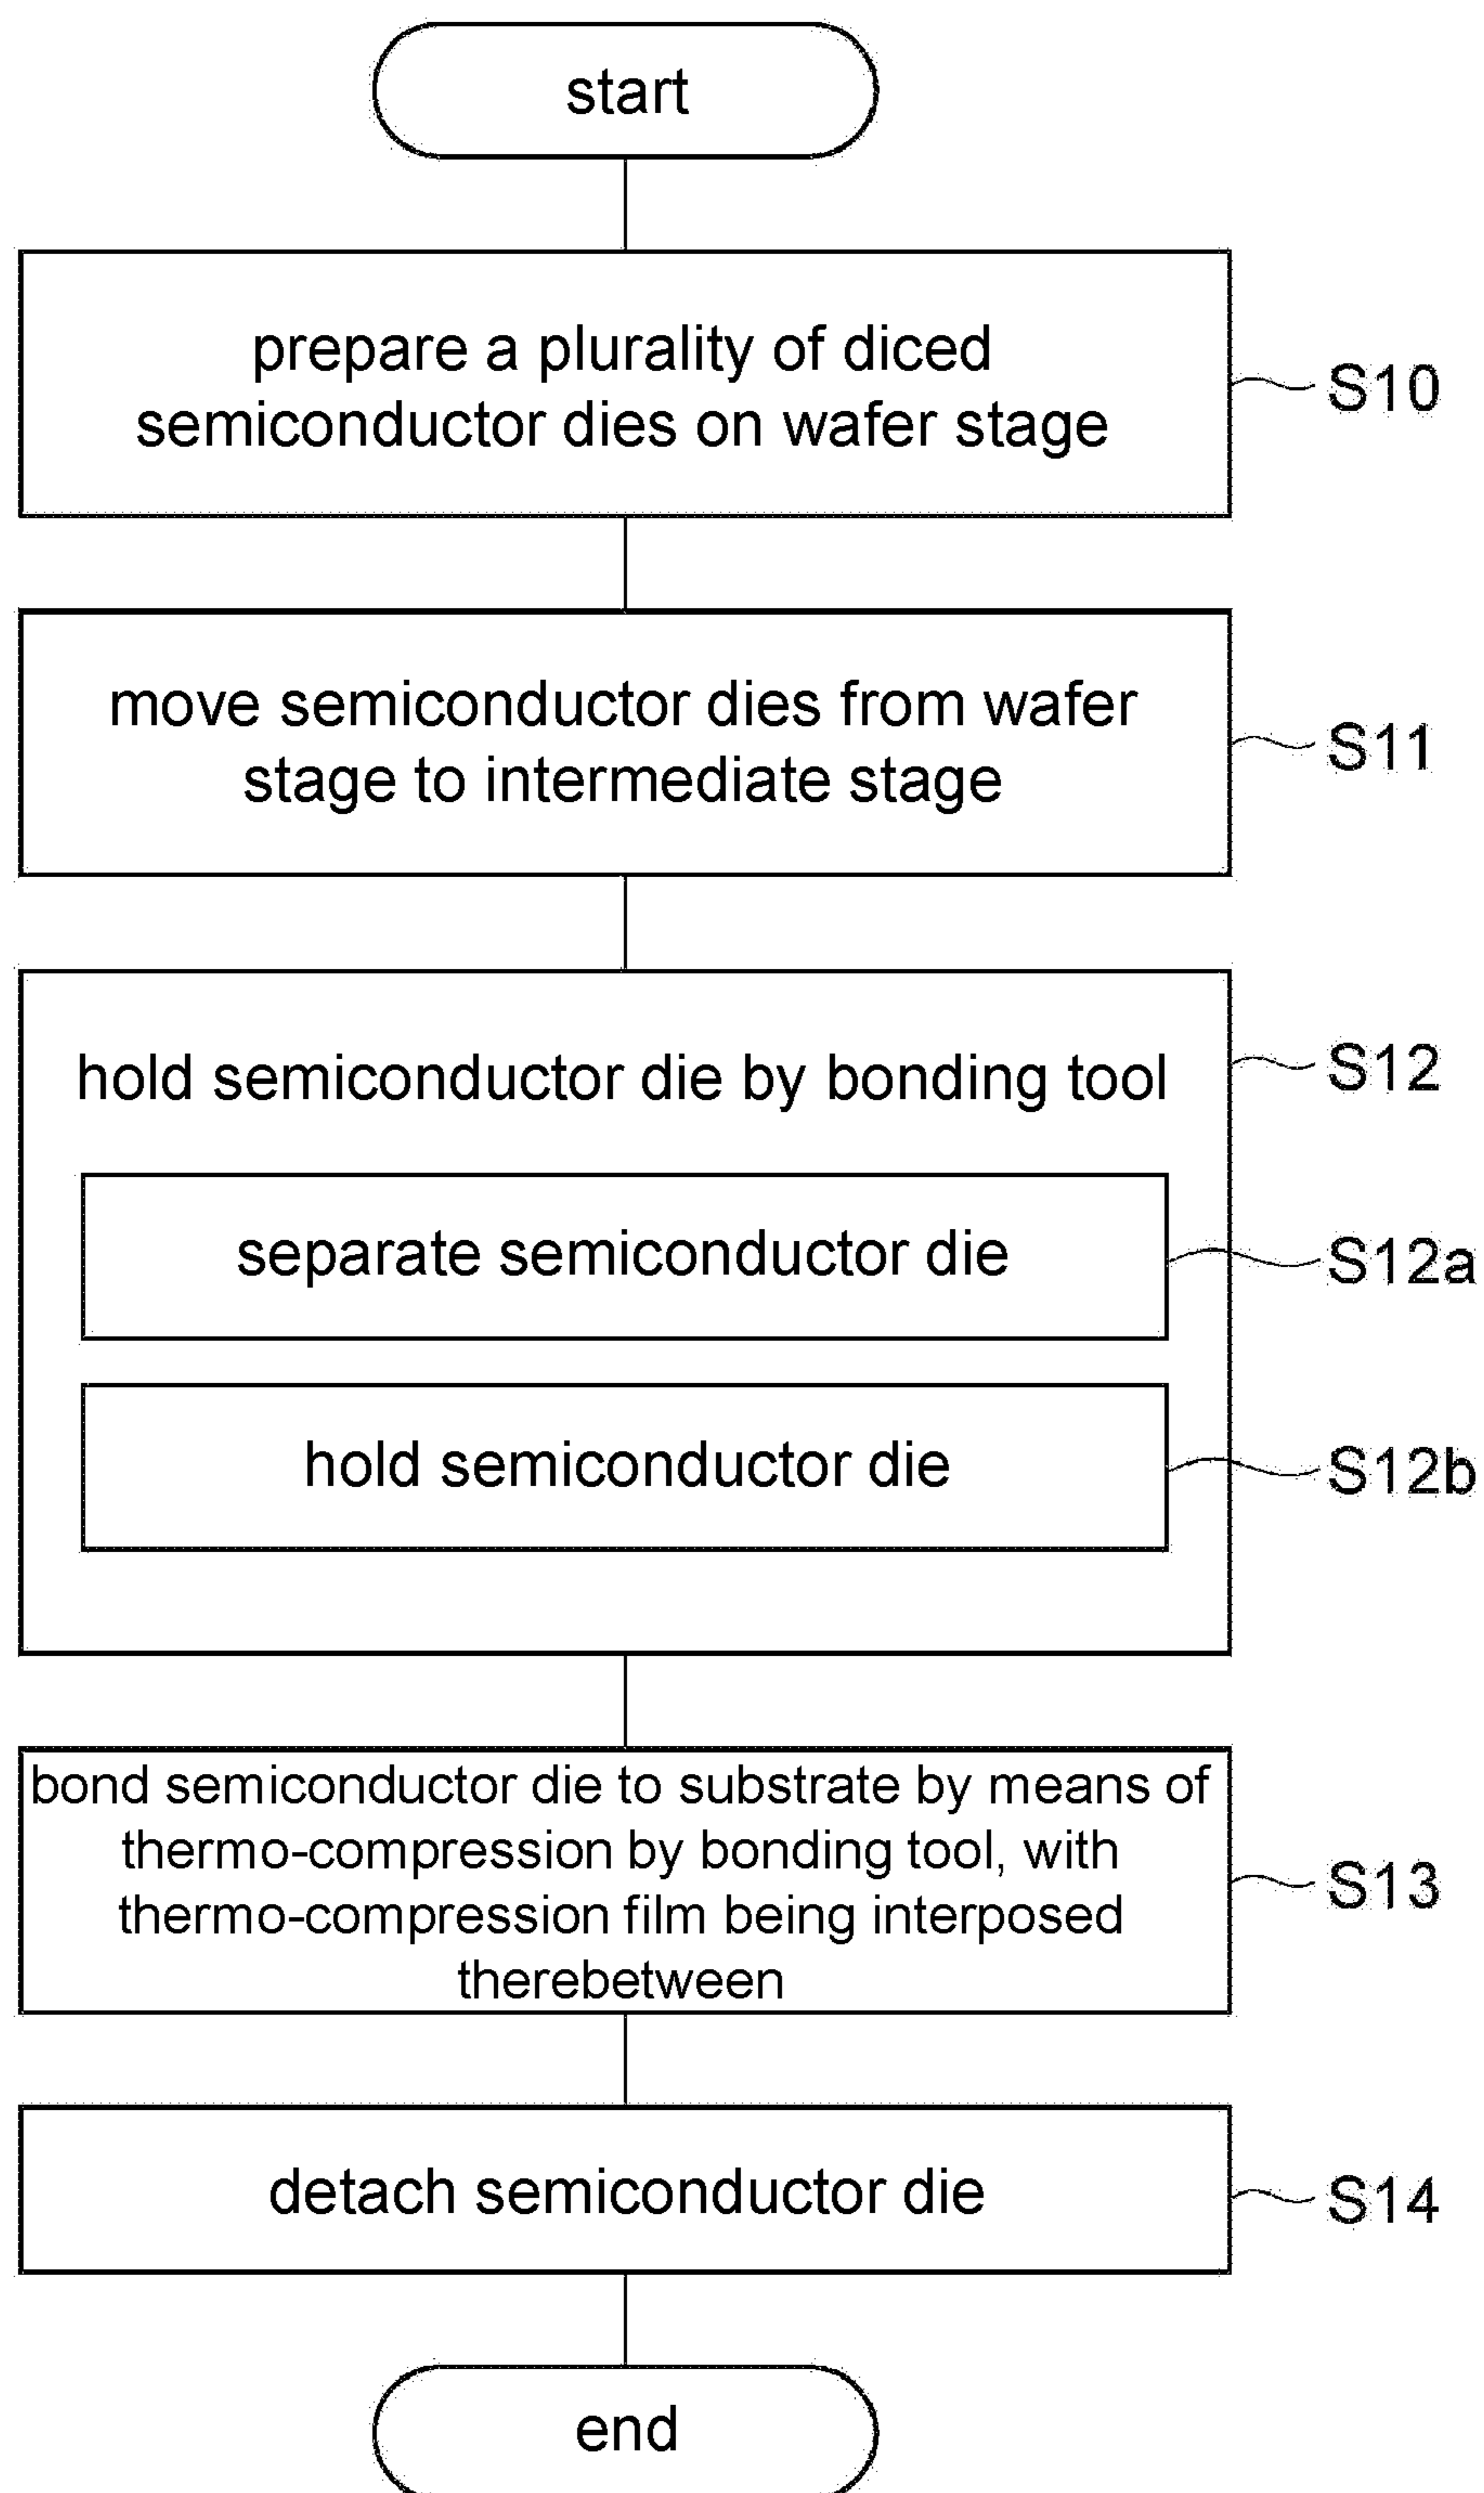 start
prepare a plurality of diced
semiconductor dies on wafer stage
S10
move semiconductor dies from wafer
stage to intermediate stage
S11
hold semiconductor die by bonding tool
S12
separate semiconductor die
S12a
hold semiconductor die
S12b
bond semiconductor die to substrate by means of
thermo-compression by bonding tool, with
thermo-compression film being interposed
therebetween
S13
detach semiconductor die
S14
end